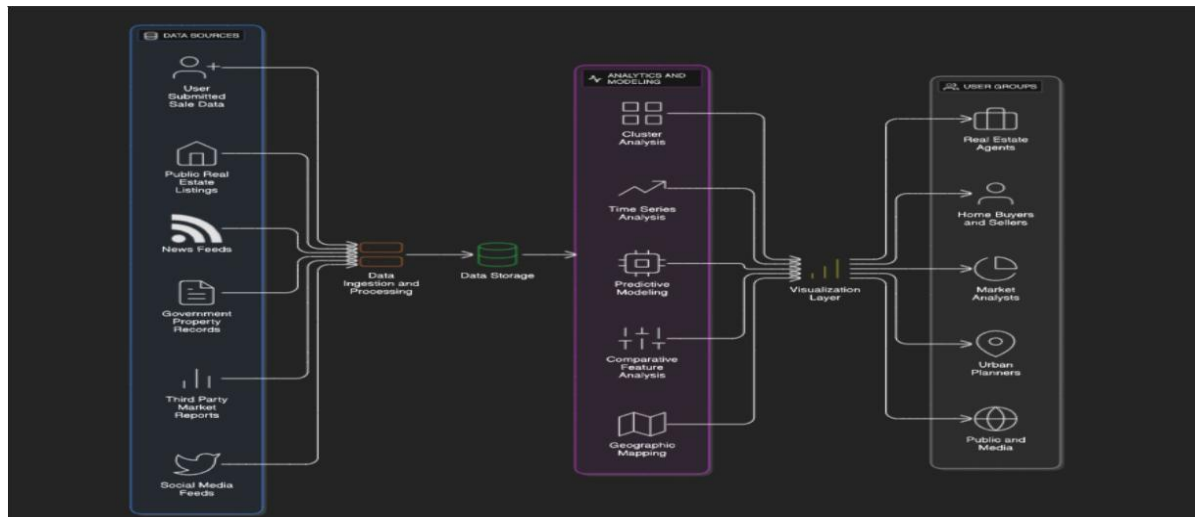 DATA SOURCES
User
Submitted
Sale Data
Public Real
Estate
Listings
News Feeds
Government
Property
Records
Third Party
Market
Reports
Social Media
Feeds
Data
Ingestion and
Processing
Data Storage
ANALYTICS AND
MODELING
Cluster
Analysis
Time Series
Analysis
Predictive
Modeling
Comparative
Feature
Analysis
Geographic
Mapping
Visualization
Layer
USER GROUPS
Real Estate
Agents
Home Buyers
and Sellers
Market
Analysts
Urban
Planners
Public and
Media